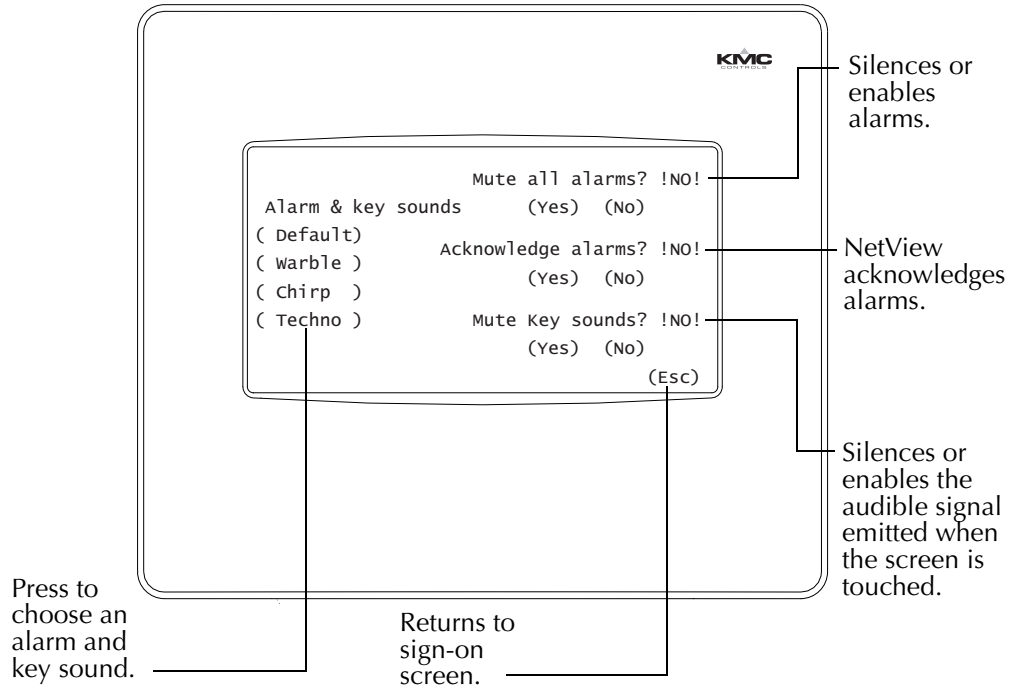 KMC
CONTROLS
Silences or
enables
alarms.
Mute all alarms? !NO!
Alarm & key sounds (Yes) (No)
( Default)
( Warble )
( Chirp )
( Techno )
Acknowledge alarms? !NO!
(Yes) (No)
Mute Key sounds? !NO!
(Yes) (No)
(Esc)
NetView
acknowledges
alarms.
Silences or
enables the
audible signal
emitted when
the screen is
touched.
Press to
choose an
alarm and
key sound.
Returns to
sign-on
screen.